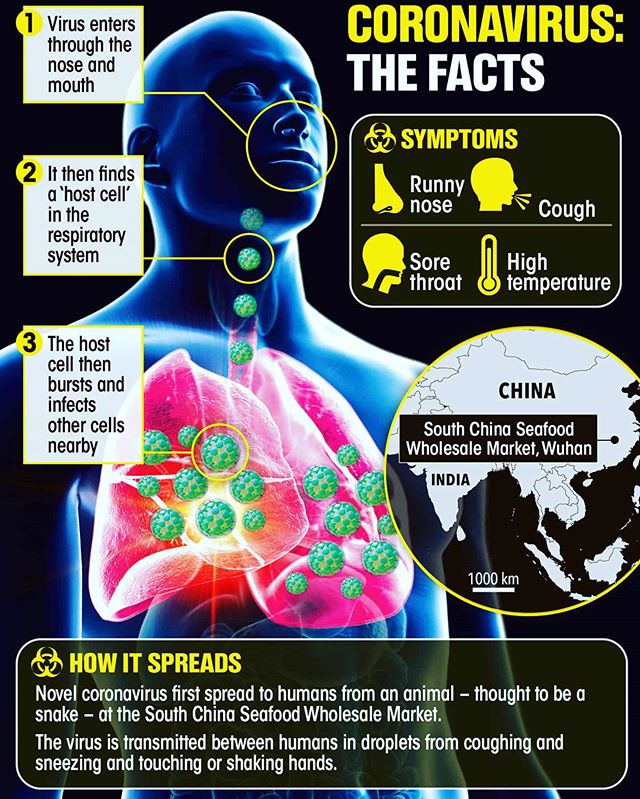 CORONAVIRUS:
THE FACTS
1 Virus enters
through the
nose and
mouth
2 It then finds
a ‘host cell’
in the
respiratory
system
3 The host
cell then
bursts and
infects
other cells
nearby
SYMPTOMS
Runny
nose
Cough
Sore
throat
High
temperature
CHINA
South China Seafood
Wholesale Market, Wuhan
INDIA
1000 km
HOW IT SPREADS
Novel coronavirus first spread to humans from an animal – thought to be a
snake – at the South China Seafood Wholesale Market.
The virus is transmitted between humans in droplets from coughing and
sneezing and touching or shaking hands.